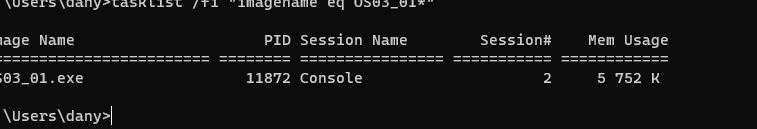 \Users\dany>tasklist /fi "imagename eq OS03_01*"
mage Name PID Session Name Session# Mem Usage
========================= ======== ================ =========== ============
S03_01.exe 11872 Console 2 5 752 K
\Users\dany>